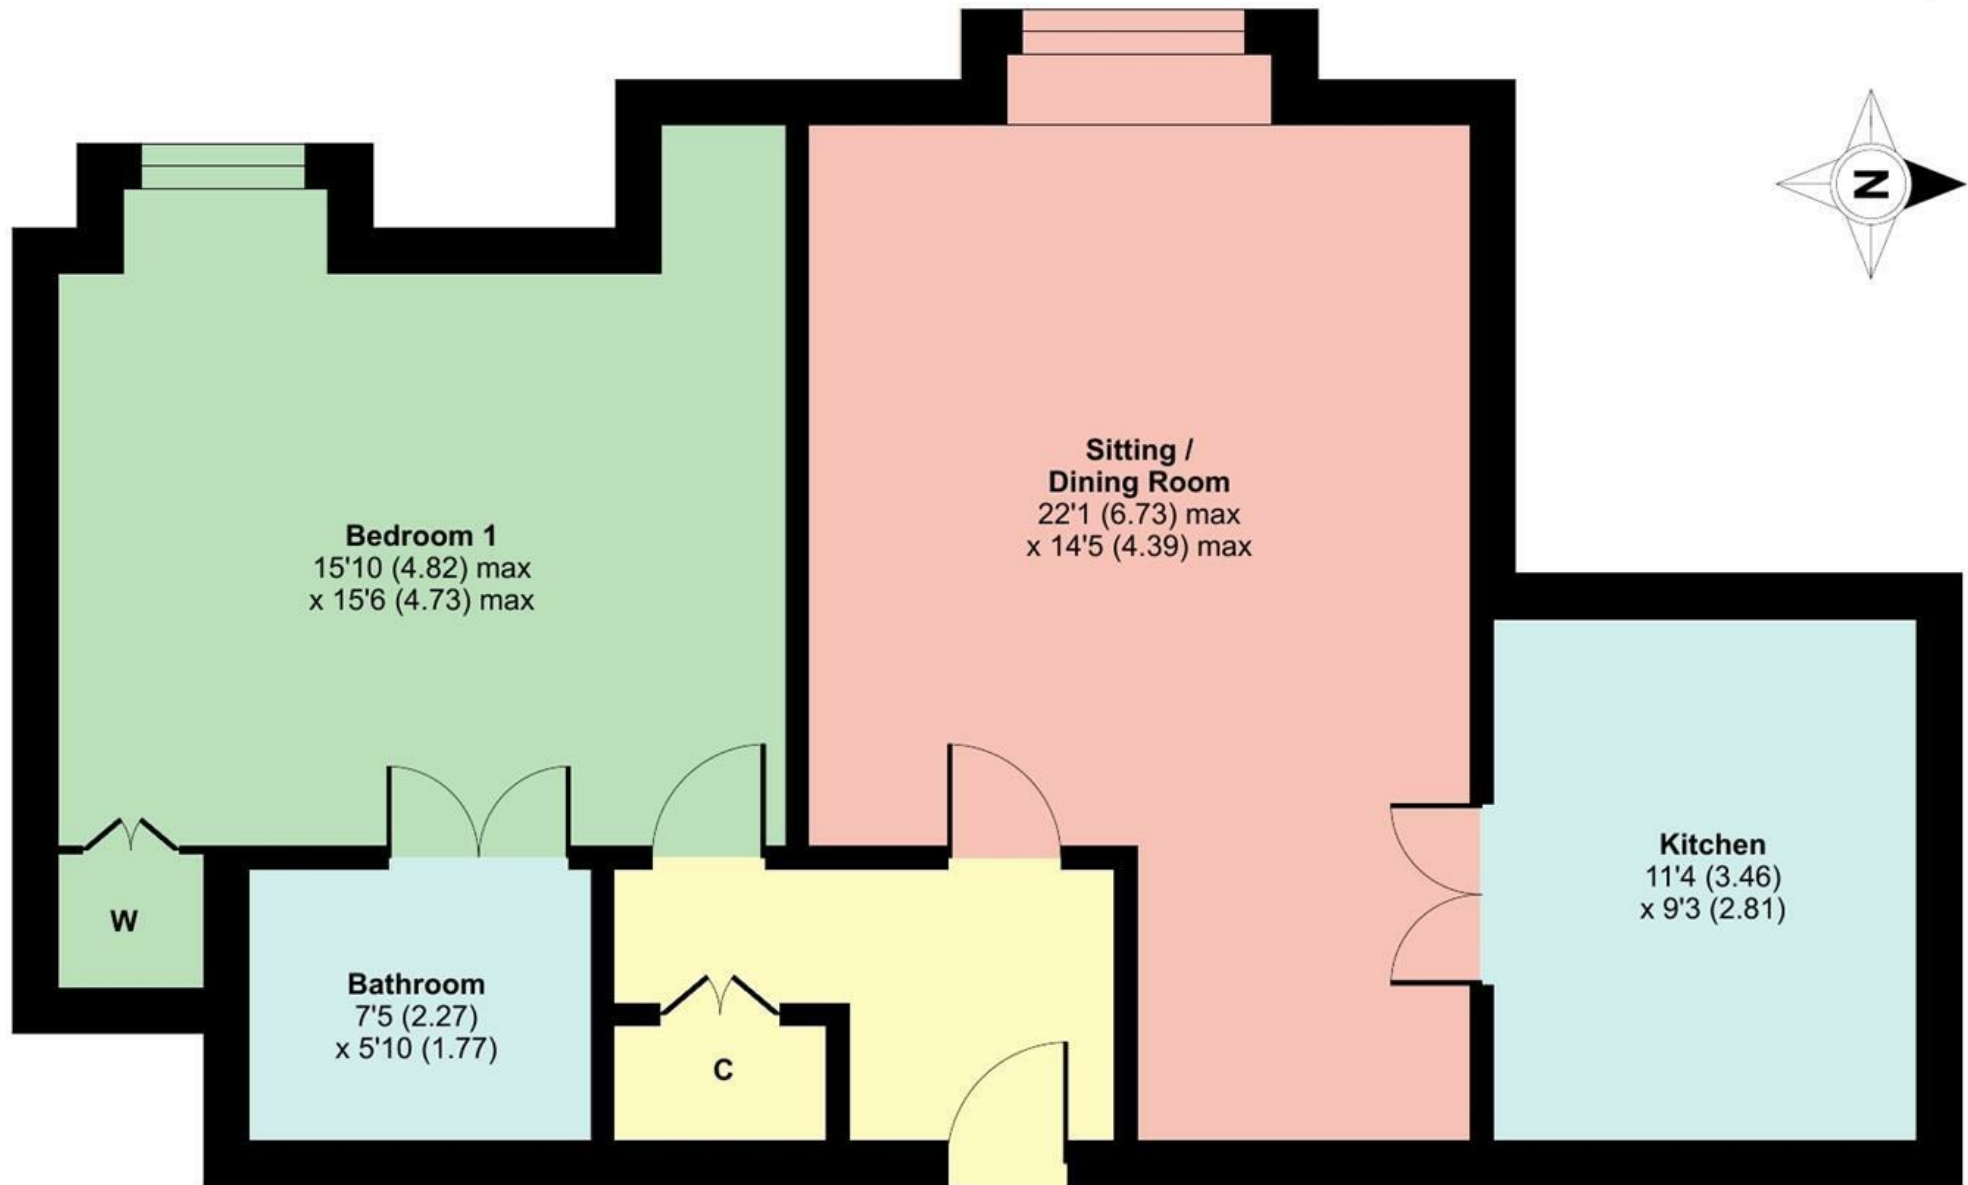 N
Sitting /
Dining Room
22'1 (6.73) max
x 14'5 (4.39) max
Bedroom 1
15'10 (4.82) max
x 15'6 (4.73) max
Kitchen
11'4 (3.46)
x 9'3 (2.81)
W
Bathroom
7'5 (2.27)
x 5'10 (1.77)
C